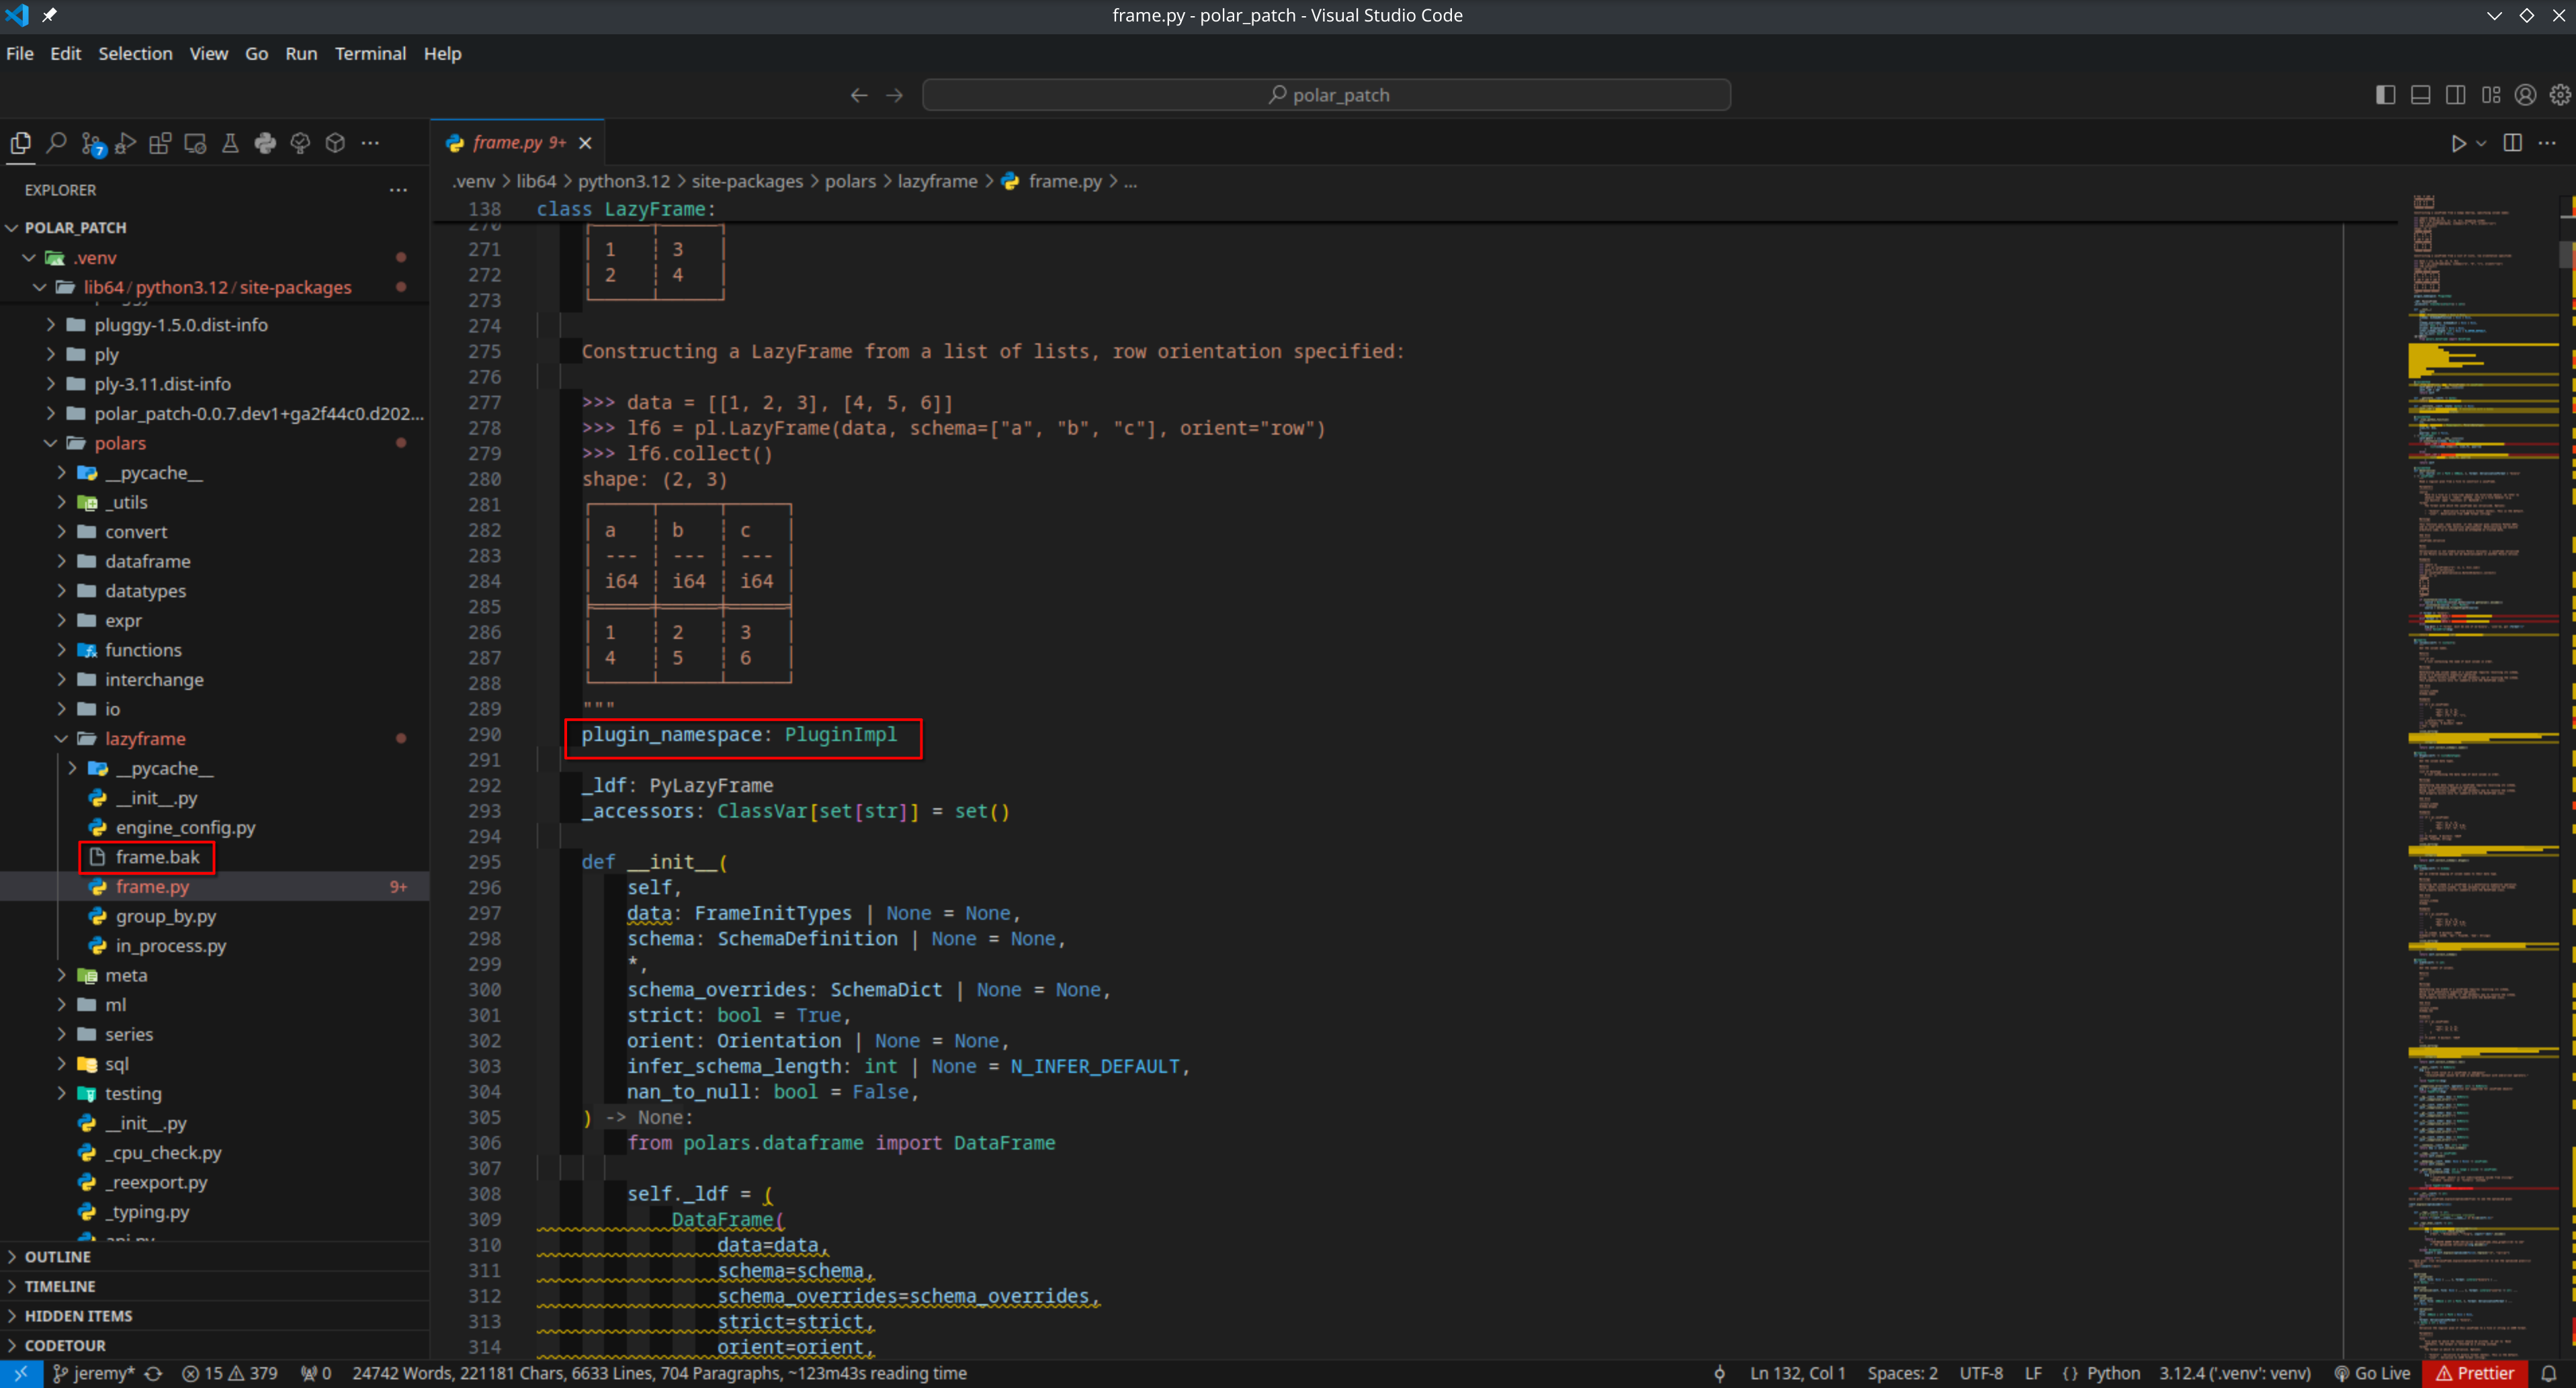 frame.py - polar_patch - Visual Studio Code
File Edit Selection View Go Run Terminal Help
polar_patch
7
frame.py 9+
EXPLORER
.venv > lib64 > python3.12 > site-packages > polars > lazyframe > frame.py > ...
POLAR_PATCH
.venv
lib64/python3.12/site-packages
pluggy-1.5.0.dist-info
ply
ply-3.11.dist-info
polar_patch-0.0.7.dev1+ga2f44c0.d202...
polars
__pycache__
_utils
convert
dataframe
datatypes
expr
functions
interchange
io
lazyframe
__pycache__
__init__.py
engine_config.py
frame.bak
frame.py 9+
group_by.py
in_process.py
meta
ml
series
sql
testing
__init__.py
_cpu_check.py
_reexport.py
_typing.py
api.py
OUTLINE
TIMELINE
HIDDEN ITEMS
CODETOUR
138 class LazyFrame:
270
271 │ 1 ┆ 3 │
272 │ 2 ┆ 4 │
273 └─────┴─────┘
274
275 Constructing a LazyFrame from a list of lists, row orientation specified:
276
277 >>> data = [[1, 2, 3], [4, 5, 6]]
278 >>> lf6 = pl.LazyFrame(data, schema=["a", "b", "c"], orient="row")
279 >>> lf6.collect()
280 shape: (2, 3)
281 ┌─────┬─────┬─────┐
282 │ a ┆ b ┆ c │
283 │ --- ┆ --- ┆ --- │
284 │ i64 ┆ i64 ┆ i64 │
285 ╞═════╪═════╪═════╡
286 │ 1 ┆ 2 ┆ 3 │
287 │ 4 ┆ 5 ┆ 6 │
288 └─────┴─────┴─────┘
289 """
290 plugin_namespace: PluginImpl
291
292 _ldf: PyLazyFrame
293 _accessors: ClassVar[set[str]] = set()
294
295 def __init__(
296 self,
297 data: FrameInitTypes | None = None,
298 schema: SchemaDefinition | None = None,
299 *,
300 schema_overrides: SchemaDict | None = None,
301 strict: bool = True,
302 orient: Orientation | None = None,
303 infer_schema_length: int | None = N_INFER_DEFAULT,
304 nan_to_null: bool = False,
305 ) -> None:
306 from polars.dataframe import DataFrame
307
308 self._ldf = (
309 DataFrame(
310 data=data,
311 schema=schema,
312 schema_overrides=schema_overrides,
313 strict=strict,
314 orient=orient,
jeremy* 15 379 0 24742 Words, 221181 Chars, 6633 Lines, 704 Paragraphs, ~123m43s reading time Ln 132, Col 1 Spaces: 2 UTF-8 LF {} Python 3.12.4 ('.venv': venv) Go Live Prettier